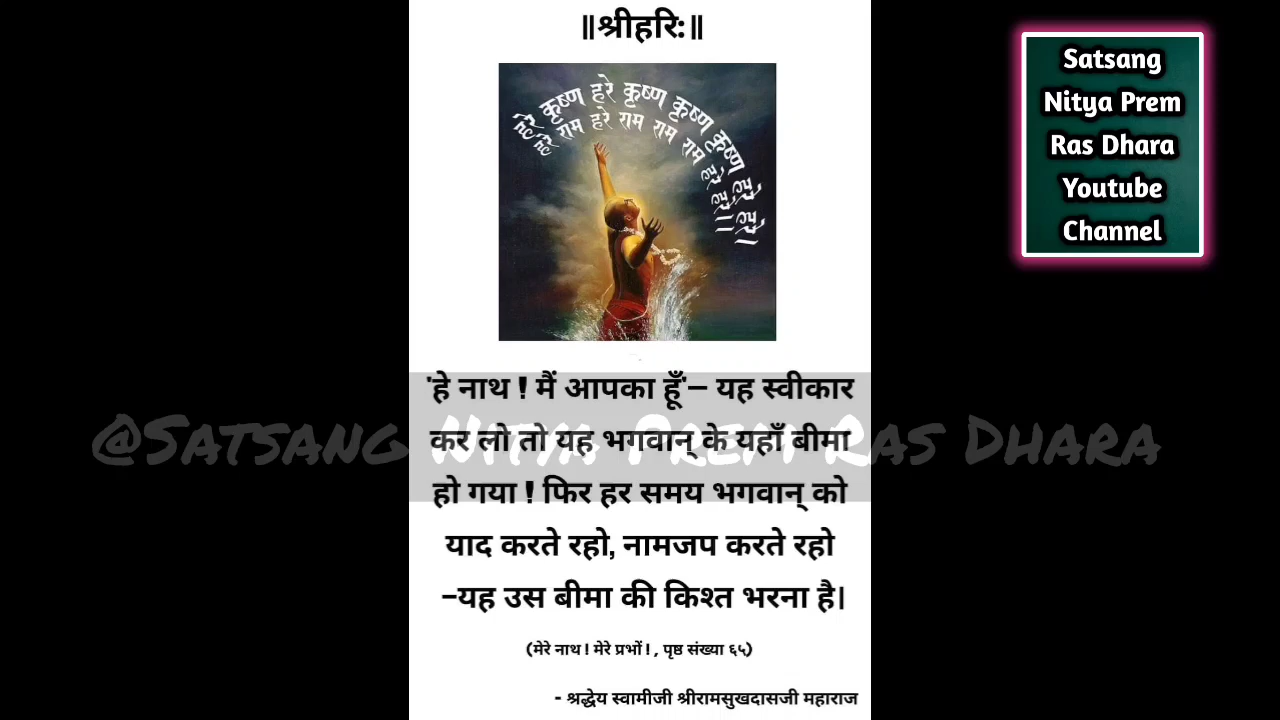 ॥श्रीहरि:॥
हरे कृष्ण हरे कृष्ण कृष्ण कृष्ण हरे हरे।
हरे राम हरे राम राम राम हरे हरे।।
'हे नाथ ! मैं आपका हूँ'– यह स्वीकार
कर लो तो यह भगवान् के यहाँ बीमा
हो गया ! फिर हर समय भगवान् को
याद करते रहो, नामजप करते रहो
–यह उस बीमा की किश्त भरना है।
(मेरे नाथ ! मेरे प्रभों ! , पृष्ठ संख्या ६५)
- श्रद्धेय स्वामीजी श्रीरामसुखदासजी महाराज
@Satsang Nitya Prem Ras Dhara
Satsang
Nitya Prem
Ras Dhara
Youtube
Channel